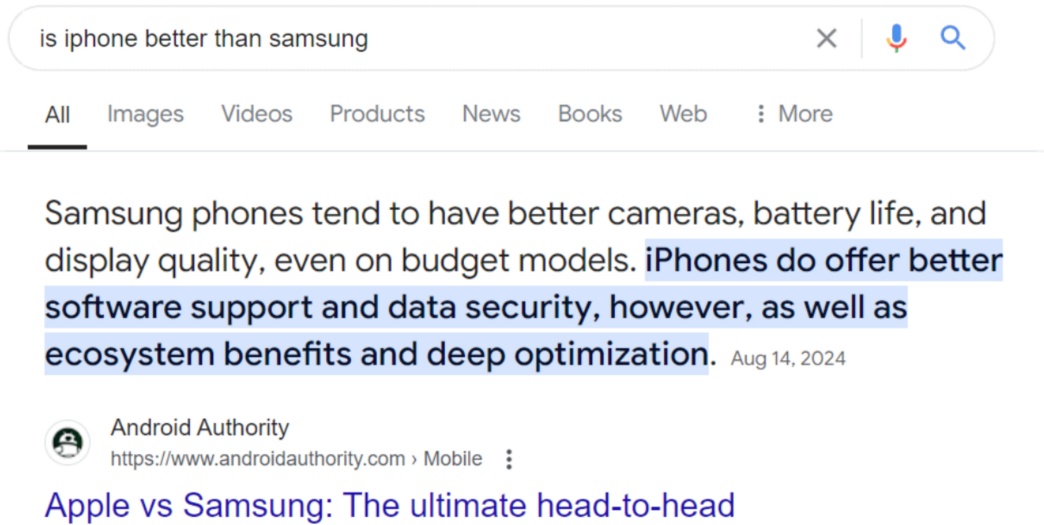 is iphone better than samsung
All Images Videos Products News Books Web More
Samsung phones tend to have better cameras, battery life, and
display quality, even on budget models. iPhones do offer better
software support and data security, however, as well as
ecosystem benefits and deep optimization. Aug 14, 2024
Android Authority
https://www.androidauthority.com › Mobile
Apple vs Samsung: The ultimate head-to-head